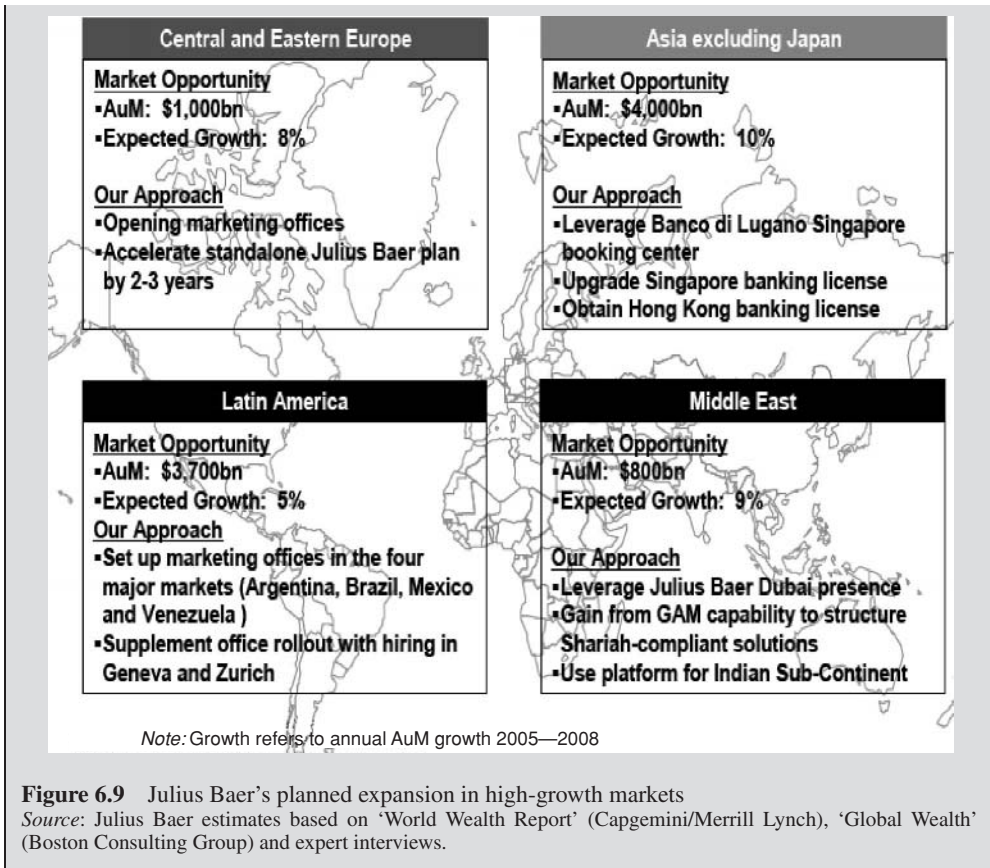 Central and Eastern Europe
Market Opportunity
▪AuM: $1,000bn
▪Expected Growth: 8%
Our Approach
▪Opening marketing offices
▪Accelerate standalone Julius Baer plan
by 2-3 years
Asia excluding Japan
Market Opportunity
▪AuM: $4,000bn
▪Expected Growth: 10%
Our Approach
▪Leverage Banco di Lugano Singapore
booking center
▪Upgrade Singapore banking license
▪Obtain Hong Kong banking license
Latin America
Market Opportunity
▪AuM: $3,700bn
▪Expected Growth: 5%
Our Approach
▪Set up marketing offices in the four
major markets (Argentina, Brazil, Mexico
and Venezuela )
▪Supplement office rollout with hiring in
Geneva and Zurich
Middle East
Market Opportunity
▪AuM: $800bn
▪Expected Growth: 9%
Our Approach
▪Leverage Julius Baer Dubai presence
▪Gain from GAM capability to structure
Shariah-compliant solutions
▪Use platform for Indian Sub-Continent
Note: Growth refers to annual AuM growth 2005—2008
Figure 6.9 Julius Baer's planned expansion in high-growth markets
Source: Julius Baer estimates based on 'World Wealth Report' (Capgemini/Merrill Lynch), 'Global Wealth'
(Boston Consulting Group) and expert interviews.